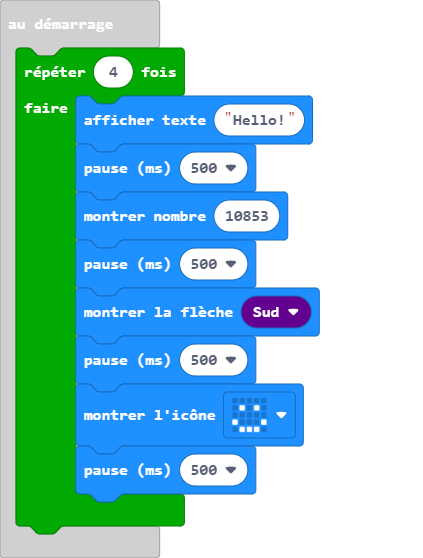 au démarrage
répéter 4 fois
faire
afficher texte "Hello!"
pause (ms) 500
montrer nombre 10853
pause (ms) 500
montrer la flèche Sud
pause (ms) 500
montrer l'icône
pause (ms) 500